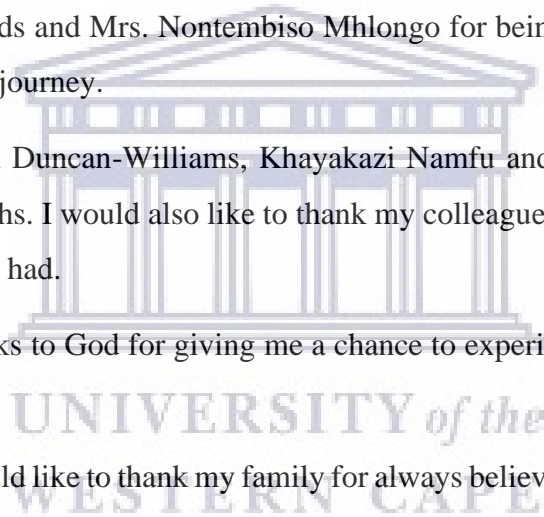 ds and Mrs. Nontembiso Mhlongo for bein
journey.
Duncan-Williams, Khayakazi Namfu and
hs. I would also like to thank my colleague
had.
ks to God for giving me a chance to experi
UNIVERSITY of the
ld like to thank my family for always believ
WESTERN CAPE